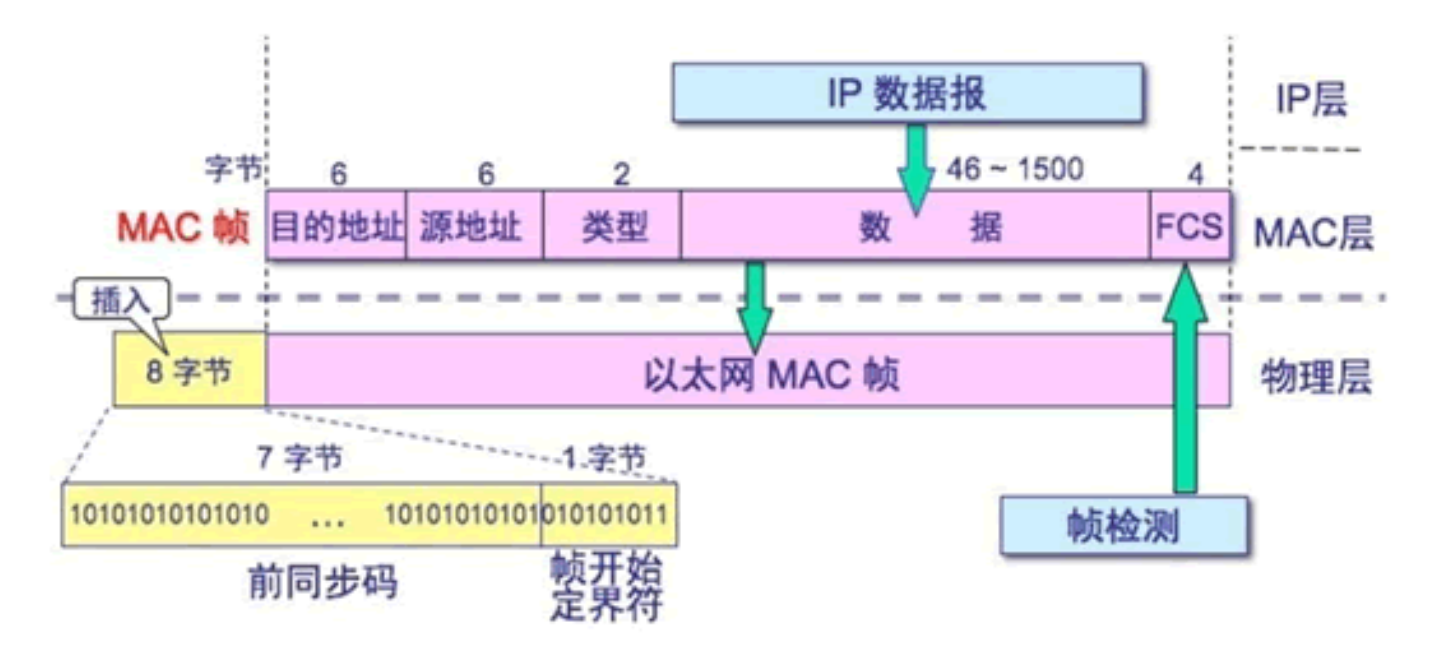 IP 数据报
IP层
字节 6 6 2 46 ~ 1500 4
MAC 帧 目的地址 源地址 类型 数 据 FCS MAC层
插入
8 字节 以太网 MAC 帧 物理层
7 字节 1 字节
10101010101010 ... 10101010101 010101011
帧检测
前同步码
帧开始
定界符